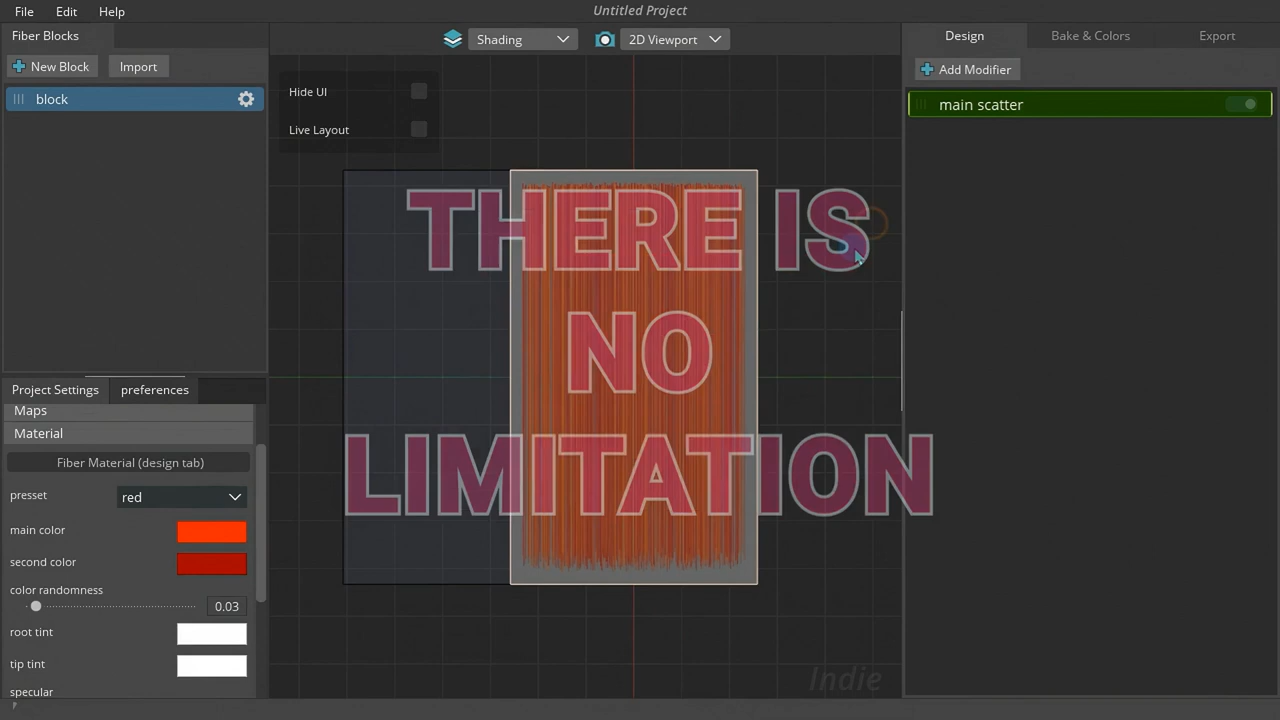 File Edit Help
Untitled Project
Fiber Blocks
Shading
2D Viewport
Design
Bake & Colors
Export
New Block
Import
Add Modifier
block
Hide UI
main scatter
Live Layout
THERE IS
NO
LIMITATION
Project Settings
preferences
Maps
Material
Fiber Material (design tab)
presset
red
main color
second color
color randomness
0.03
root tint
tip tint
specular
Indie